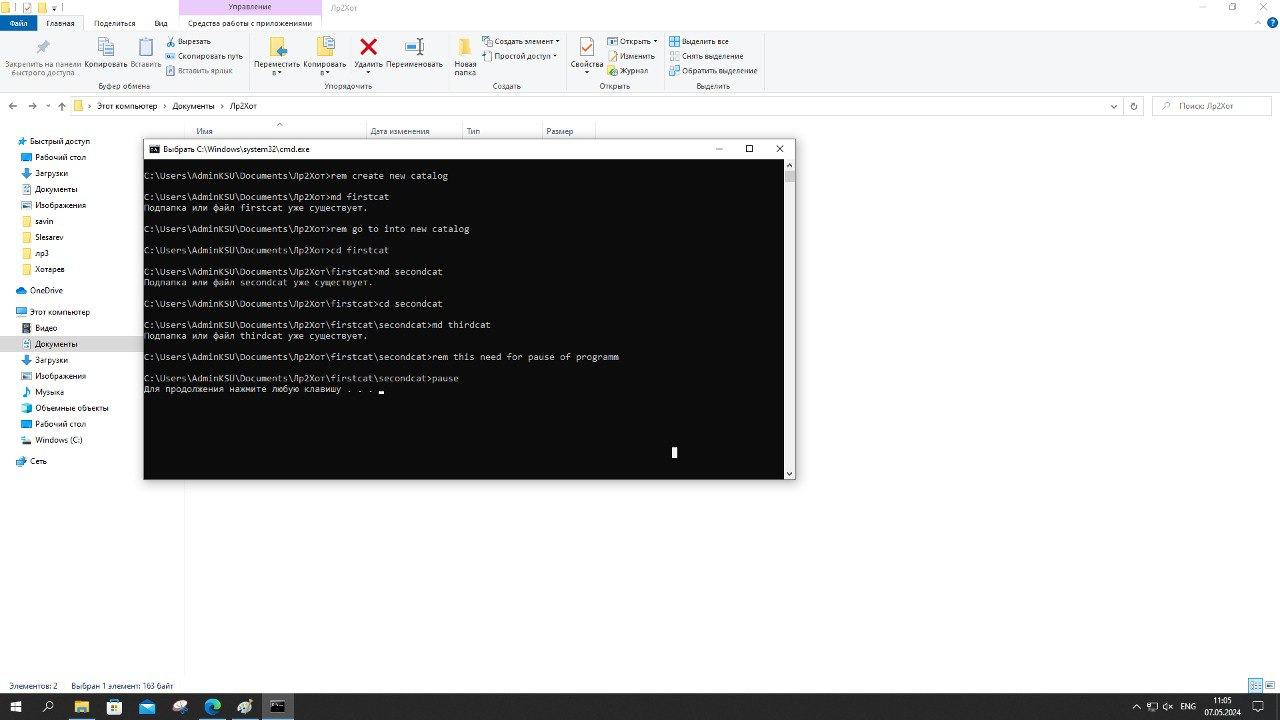 Управление
Лр2Хот
Файл Главная Поделиться Вид Средства работы с приложениями
Закрепить на панели быстрого доступа
Копировать
Вставить
Вырезать
Скопировать путь
Вставить ярлык
Буфер обмена
Переместить в
Копировать в
Удалить
Переименовать
Упорядочить
Новая папка
Создать элемент
Простой доступ
Создать
Свойства
Открыть
Изменить
Журнал
Открыть
Выделить все
Снять выделение
Обратить выделение
Выделить
Этот компьютер > Документы > Лр2Хот
Поиск: Лр2Хот
Имя Дата изменения Тип Размер
Быстрый доступ
Рабочий стол
Загрузки
Документы
Изображения
savin
Slesarev
лр3
Хотарев
OneDrive
Этот компьютер
Видео
Документы
Загрузки
Изображения
Музыка
Объемные объекты
Рабочий стол
Windows (C:)
Сеть
Выбрать C:\Windows\system32\cmd.exe
C:\Users\AdminKSU\Documents\Лр2Хот>rem create new catalog
C:\Users\AdminKSU\Documents\Лр2Хот>md firstcat
Подпапка или файл firstcat уже существует.
C:\Users\AdminKSU\Documents\Лр2Хот>rem go to into new catalog
C:\Users\AdminKSU\Documents\Лр2Хот>cd firstcat
C:\Users\AdminKSU\Documents\Лр2Хот\firstcat>md secondcat
Подпапка или файл secondcat уже существует.
C:\Users\AdminKSU\Documents\Лр2Хот\firstcat>cd secondcat
C:\Users\AdminKSU\Documents\Лр2Хот\firstcat\secondcat>md thirdcat
Подпапка или файл thirdcat уже существует.
C:\Users\AdminKSU\Documents\Лр2Хот\firstcat\secondcat>rem this need for pause of programm
C:\Users\AdminKSU\Documents\Лр2Хот\firstcat\secondcat>pause
Для продолжения нажмите любую клавишу . . .
Элементов: 2 Выбран 1 элемент: 163 байт
ENG
11:05
07.05.2024